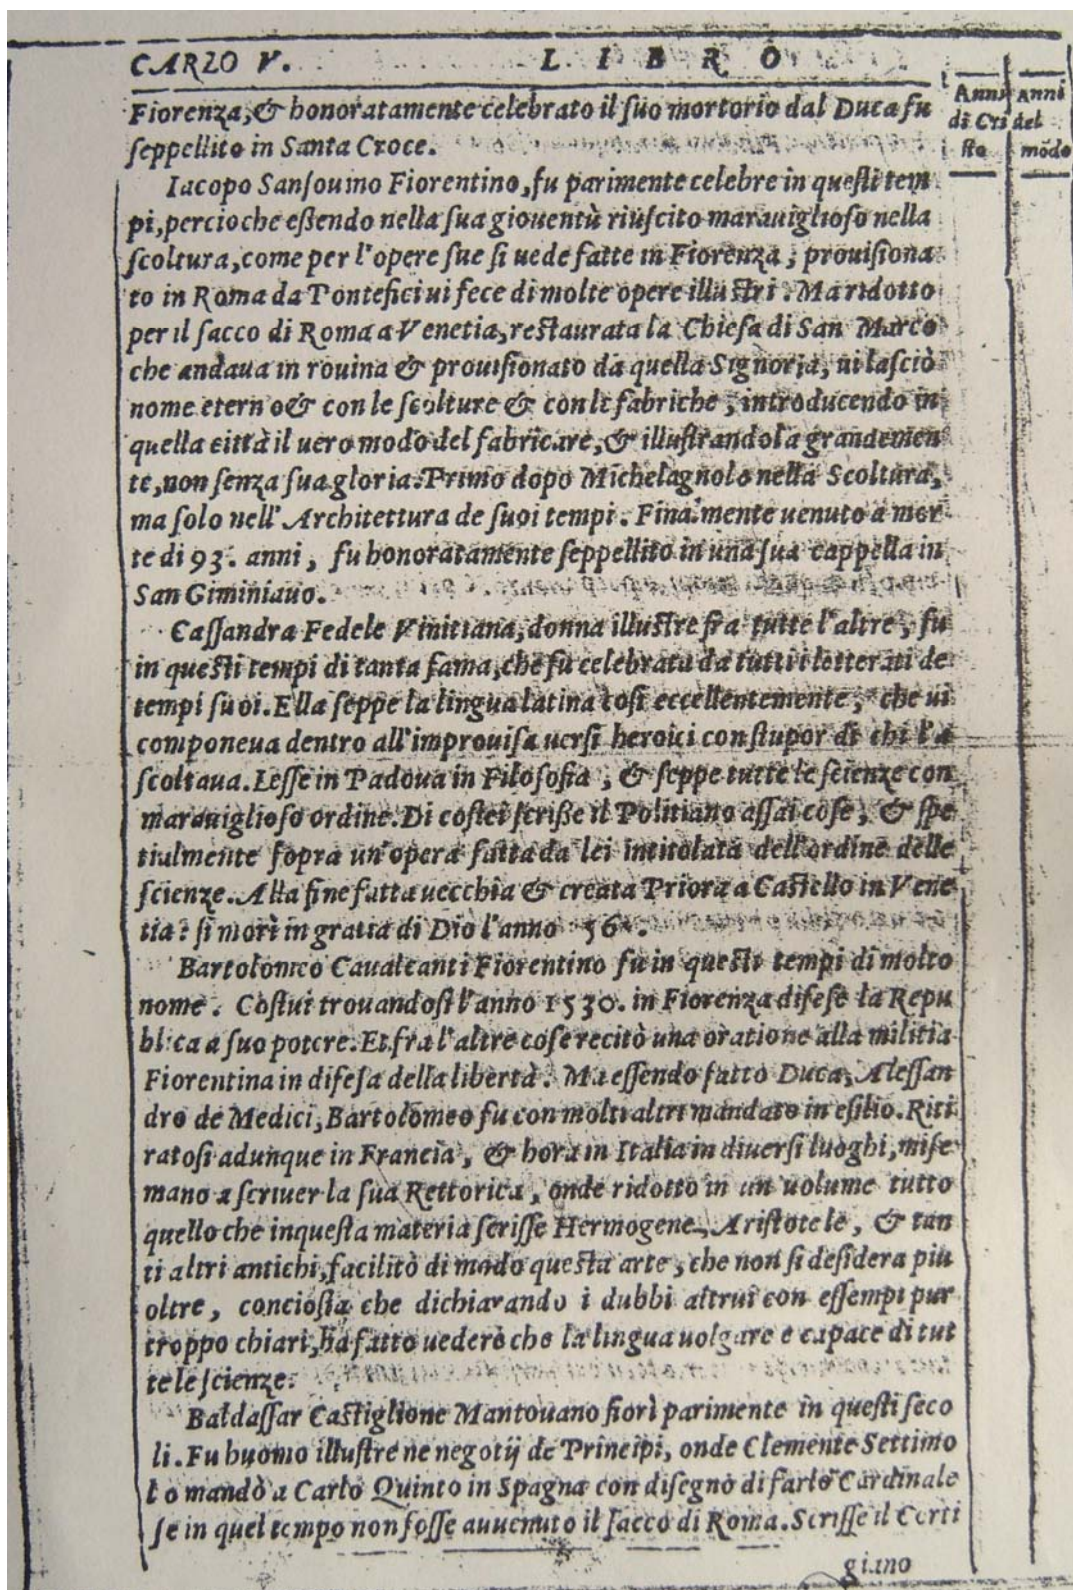 CARLO V. LIBRO
Anni di Cristo
Anni del mōdo
Fiorenza, & honoratamente celebrato il ſuo mortorio dal Duca fu
ſeppellito in Santa Croce.
Iacopo Sanſouino Fiorentino, fu parimente celebre in queſti tem
pi, percioche eßendo nella ſua giouentù riuſcito marauiglioſo nella
ſcoltura, come per l'opere ſue ſi uede fatte in Fiorenza, prouiſiona
to in Roma da Pontefici ui fece di molte opere illuſtri. Ma ridotto
per il ſacco di Roma a Venetia, reſtaurata la Chieſa di San Marco
che andaua in rouina & prouiſionato da quella Signoria, ui laſciò
nome eterno & con le ſcolture & con le fabriche, introducendo in
quella città il uero modo del fabricare, & illuſtrandola grandemen
te, non ſenza ſua gloria. Primo dopo Michelagnolo nella Scoltura,
ma ſolo nell'Architettura de ſuoi tempi. Finalmente uenuto a mor
te di 93. anni, fu honoratamente ſeppellito in una ſua cappella in
San Giminiauo.
Caſſandra Fedele Vinitiana, donna illuſtre fra tutte l'altre, fu
in queſti tempi di tanta fama, che fu celebrata da tutti i letterati de
tempi ſuoi. Ella ſeppe la lingua latina coſi eccellentemente, che ui
componeua dentro all'improuiſa uerſi heroici con ſtupor di chi l'a
ſcoltaua. Leſſe in Padoua in Filoſofia, & ſeppe tutte le ſcienze con
marauiglioſo ordine. Di coſtei ſcriße il Politiano aſſai coſe, & ſpe
tialmente ſopra un'opera fatta da lei intitolata dell'ordine delle
ſcienze. Alla fine fatta uecchia & creata Priora a Caſtello in Vene
tia: ſi morì in gratia di Dio l'anno
Bartolomeo Caualcanti Fiorentino fu in queſti tempi di molto
nome. Coſtui trouandoſi l'anno 1530. in Fiorenza difeſe la Repu
blica a ſuo potere. Et fra l'altre coſe recitò una oratione alla militia
Fiorentina in difeſa della libertà. Ma eſſendo fatto Duca, Aleſſan
dro de Medici, Bartolomeo fu con molti altri mandato in eſilio. Riti
ratoſi adunque in Francia, & hora in Italia in diuerſi luoghi, miſe
mano a ſcriuer la ſua Rettorica, onde ridotto in un uolume tutto
quello che in queſta materia ſcriſſe Hermogene, Ariſtotele, & tan
ti altri antichi, facilitò di modo queſta arte, che non ſi deſidera piu
oltre, concioſia che dichiarando i dubbi altrui con eſſempi pur
troppo chiari, ha fatto uederò che la lingua uolgare e capace di tut
te le ſcienze.
Baldaſſar Caſtiglione Mantouano fiorì parimente in queſti ſeco
li. Fu huomo illuſtre ne negotij de Principi, onde Clemente Settimo
lo mandò a Carlo Quinto in Spagna con diſegno di farlo Cardinale
ſe in quel tempo non foſſe auuenuto il ſacco di Roma. Scriſſe il Corti
giano